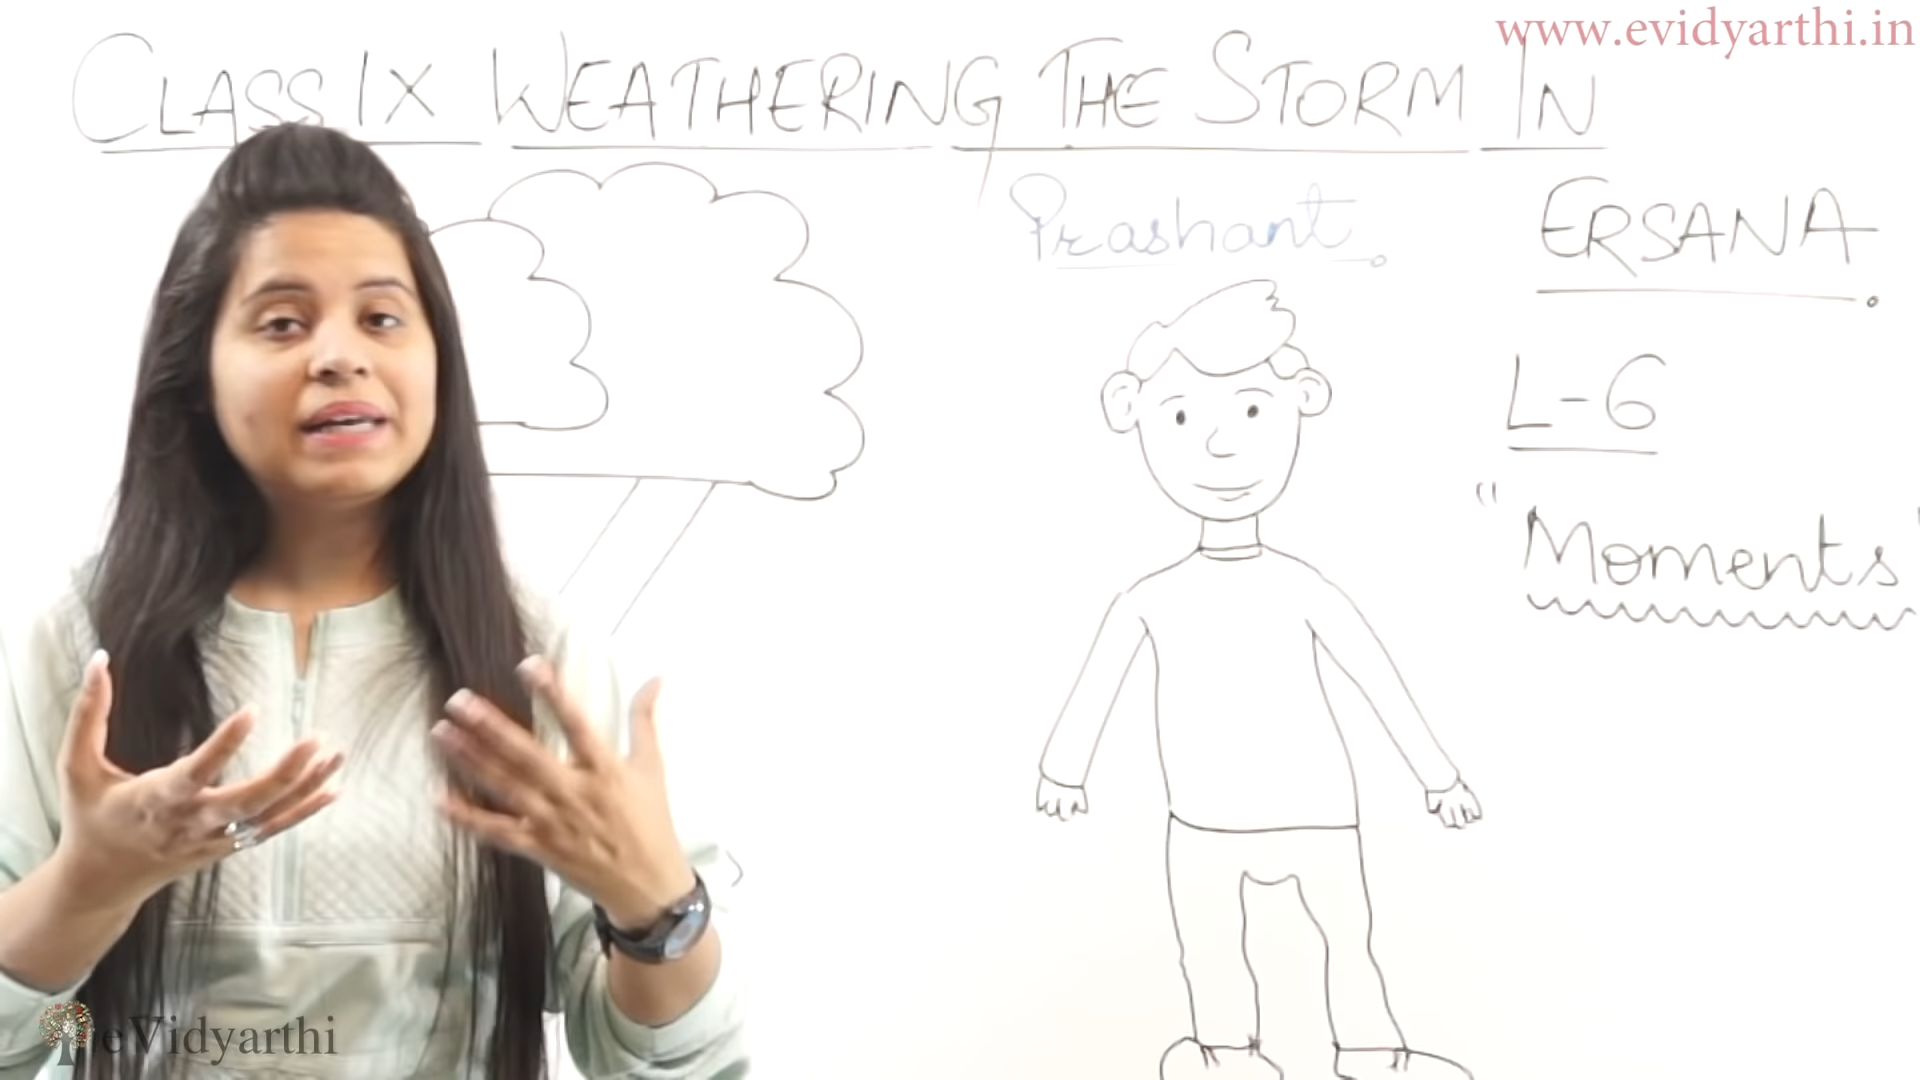 www.evidyarthi.in
CLASS IX WEATHERING THE STORM IN
Prashant.
ERSANA.
L-6
"Moments"
eVidyarthi